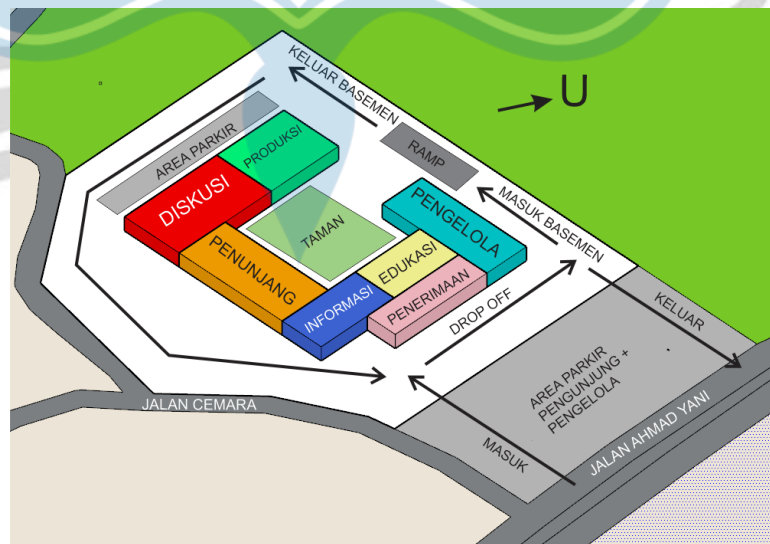 KELUAR BASEMEN
U
AREA PARKIR
PRODUKSI
RAMP
DISKUSI
MASUK BASEMEN
PENGELOLA
TAMAN
PENUNJANG
EDUKASI
INFORMASI
PENERIMAAN
DROP OFF
KELUAR
AREA PARKIR
PENGUNJUNG +
PENGELOLA
JALAN AHMAD YANI
JALAN CEMARA
MASUK